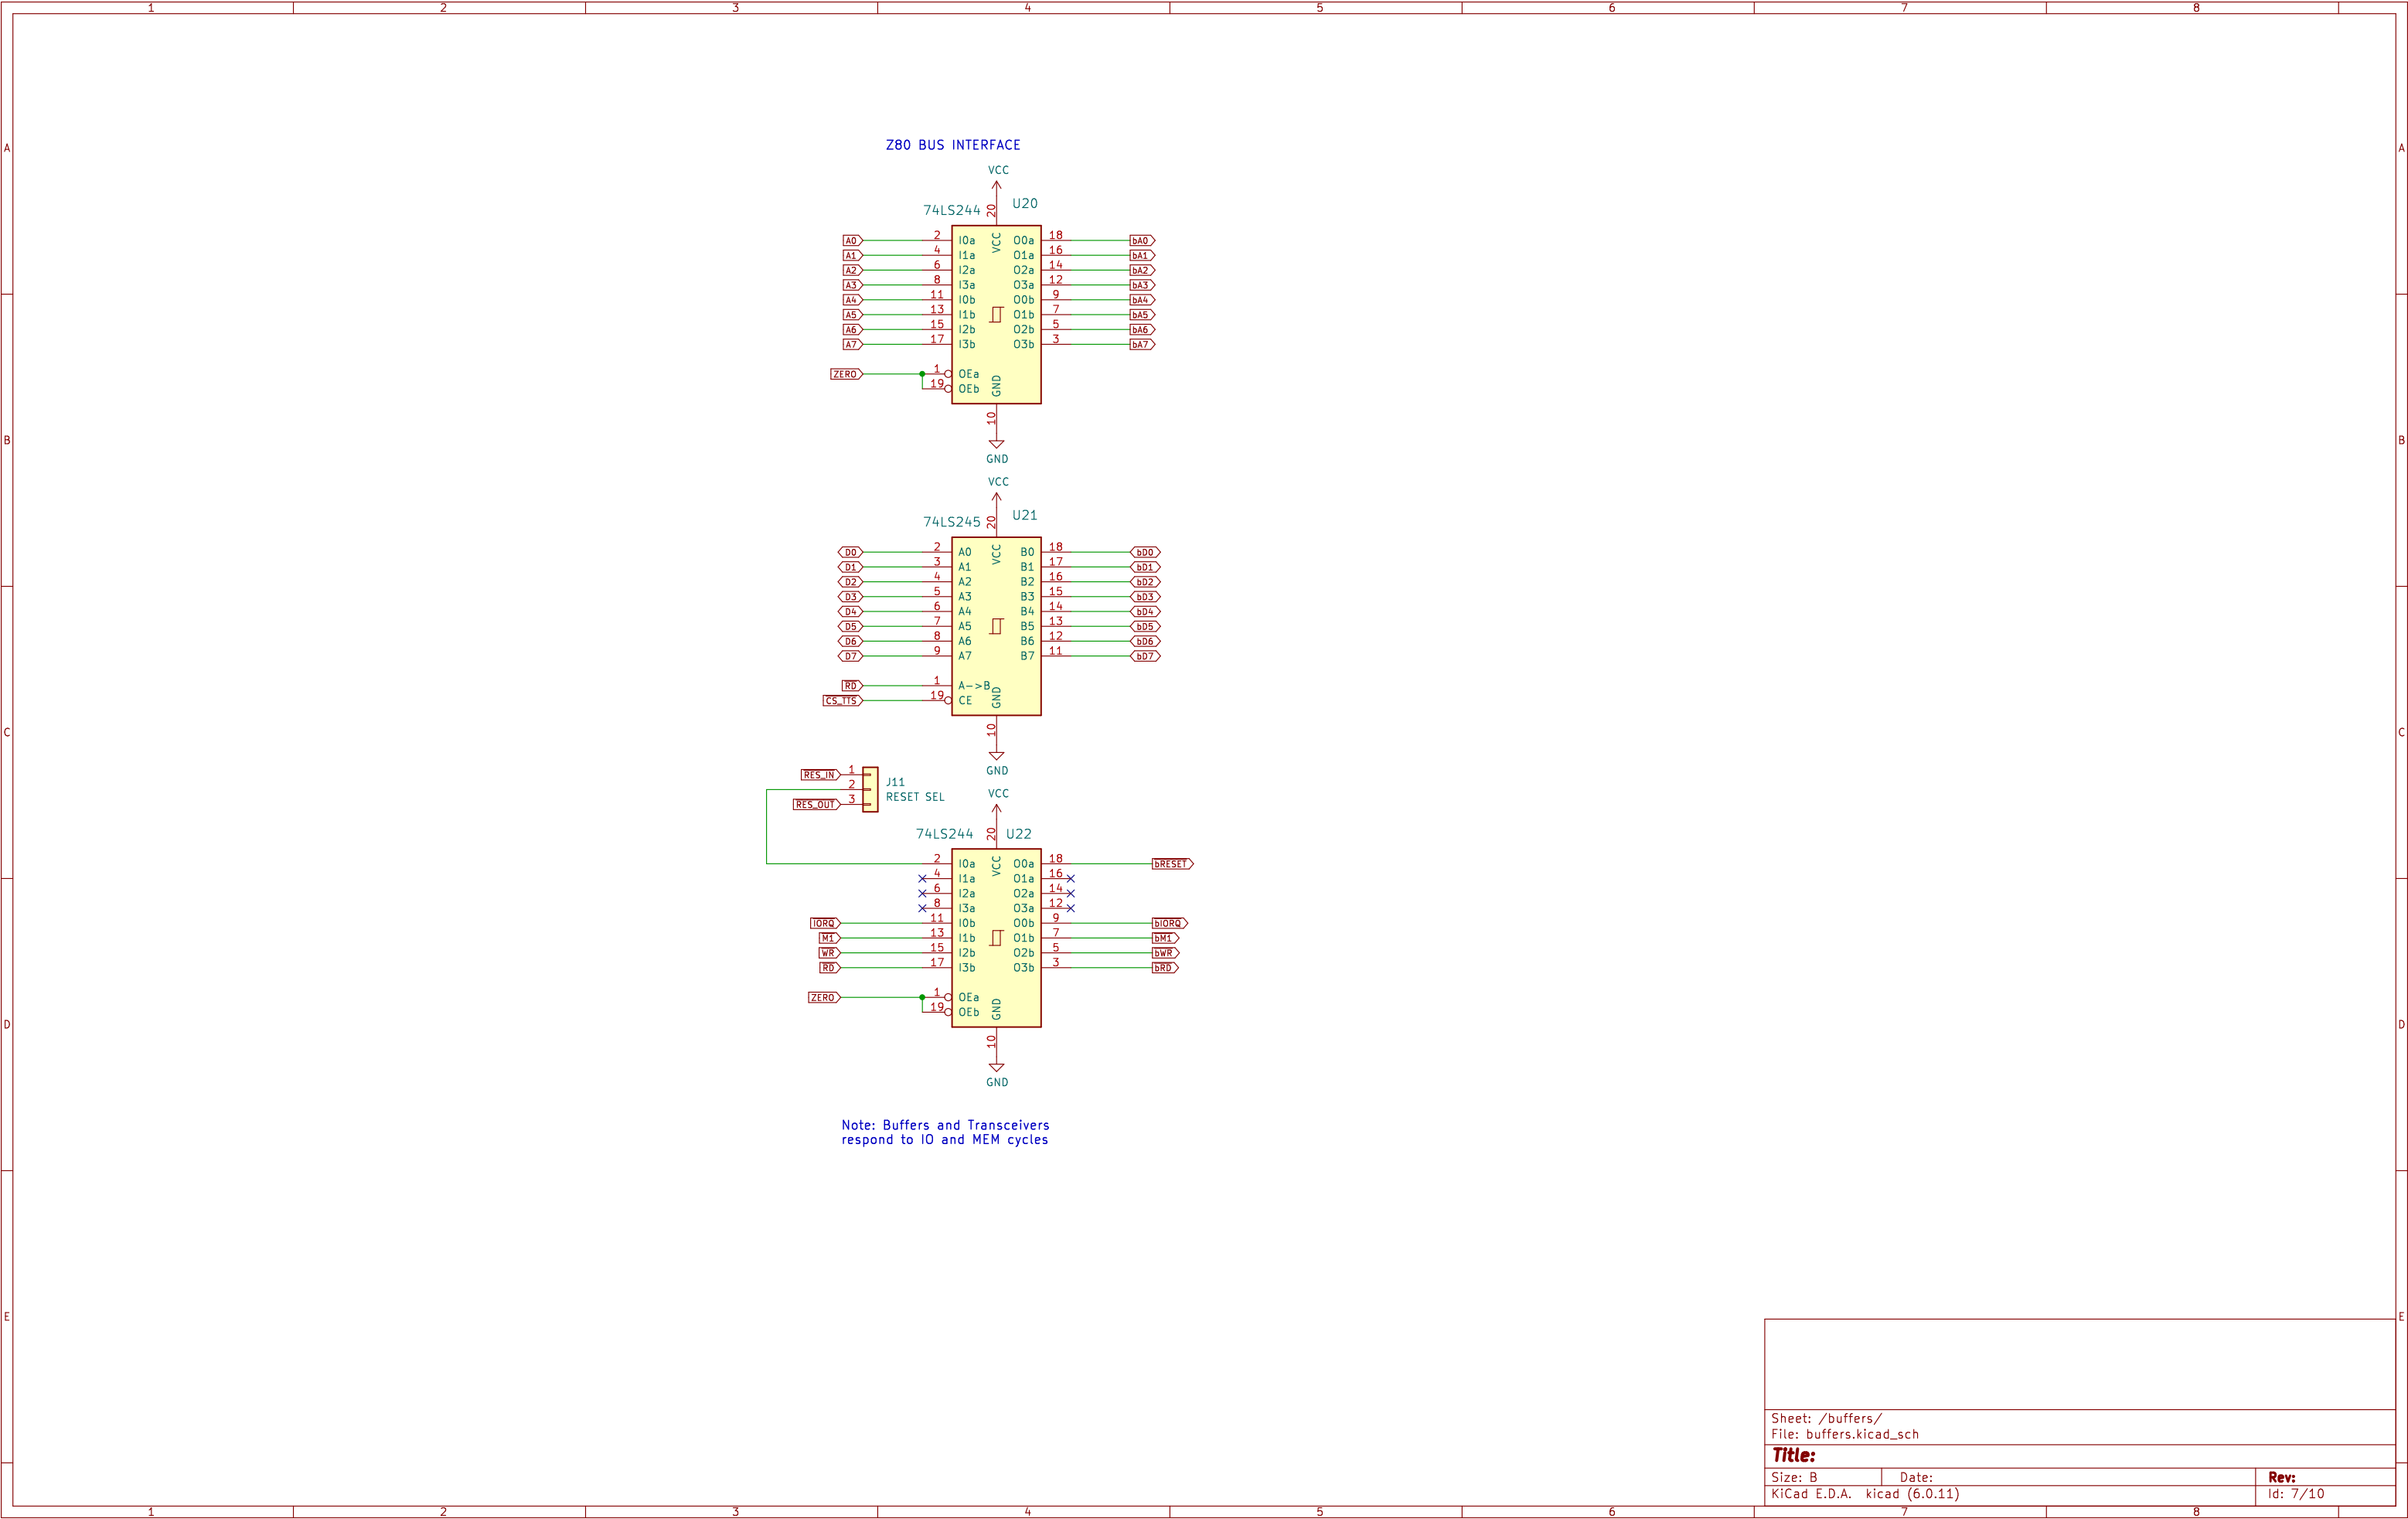 1 2 3 4 5 6 7 8
A A
B B
C C
D D
E E
Z80 BUS INTERFACE
VCC
74LS244 20 U20
VCC
A0 2 I0a O0a 18 bA0
A1 4 I1a O1a 16 bA1
A2 6 I2a O2a 14 bA2
A3 8 I3a O3a 12 bA3
A4 11 I0b O0b 9 bA4
A5 13 I1b O1b 7 bA5
A6 15 I2b O2b 5 bA6
A7 17 I3b O3b 3 bA7
ZERO 1 OEa
19 OEb
GND
10
GND
VCC
74LS245 20 U21
VCC
D0 2 A0 B0 18 bD0
D1 3 A1 B1 17 bD1
D2 4 A2 B2 16 bD2
D3 5 A3 B3 15 bD3
D4 6 A4 B4 14 bD4
D5 7 A5 B5 13 bD5
D6 8 A6 B6 12 bD6
D7 9 A7 B7 11 bD7
RD 1 A->B
CS_TTS 19 CE
GND
10
GND
RES_IN 1
2
RES_OUT 3
J11
RESET SEL
VCC
74LS244 20 U22
VCC
2 I0a O0a 18 bRESET
4 I1a O1a 16
6 I2a O2a 14
8 I3a O3a 12
IORQ 11 I0b O0b 9 bIORQ
M1 13 I1b O1b 7 bM1
WR 15 I2b O2b 5 bWR
RD 17 I3b O3b 3 bRD
ZERO 1 OEa
19 OEb
GND
10
GND
Note: Buffers and Transceivers
respond to IO and MEM cycles
Sheet: /buffers/
File: buffers.kicad_sch
Title:
Size: B Date: Rev:
KiCad E.D.A. kicad (6.0.11) Id: 7/10
1 2 3 4 5 6 7 8